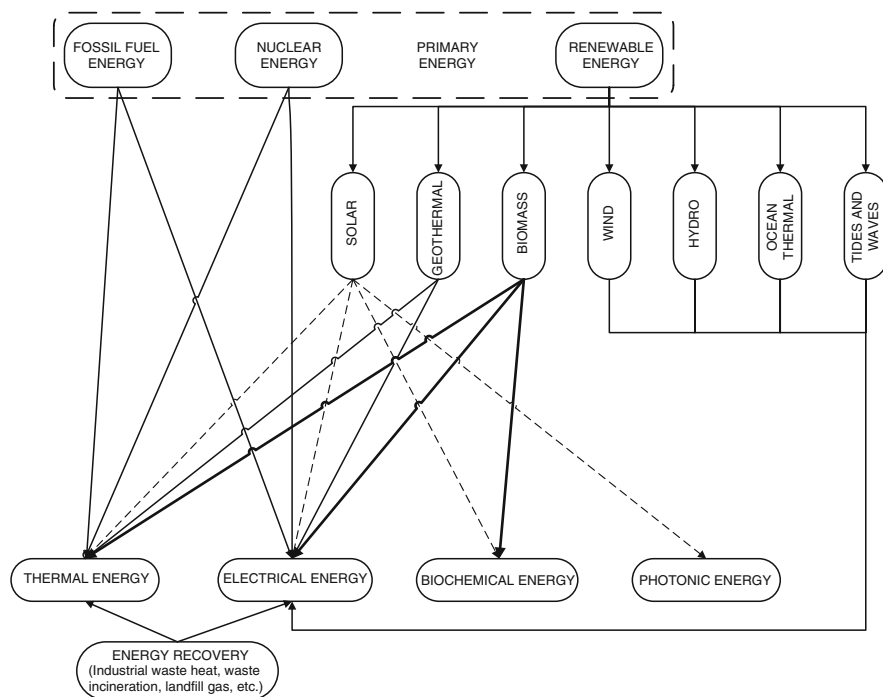 FOSSIL FUEL
ENERGY
NUCLEAR
ENERGY
PRIMARY
ENERGY
RENEWABLE
ENERGY
SOLAR
GEOTHERMAL
BIOMASS
WIND
HYDRO
OCEAN
THERMAL
TIDES AND
WAVES
THERMAL ENERGY
ELECTRICAL ENERGY
BIOCHEMICAL ENERGY
PHOTONIC ENERGY
ENERGY RECOVERY
(Industrial waste heat, waste
incineration, landfill gas, etc.)